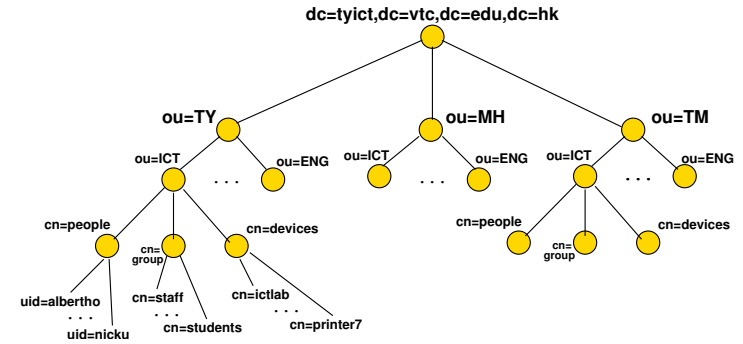 dc=tyict,dc=vtc,dc=edu,dc=hk
ou=TY
ou=MH
ou=TM
ou=ICT
. . .
ou=ENG
ou=ICT
. . .
ou=ENG
ou=ICT
. . .
ou=ENG
cn=people
cn=
group
cn=devices
cn=people
cn=
group
cn=devices
uid=albertho
. . .
uid=nicku
cn=staff
. . .
cn=students
cn=ictlab
. . .
cn=printer7